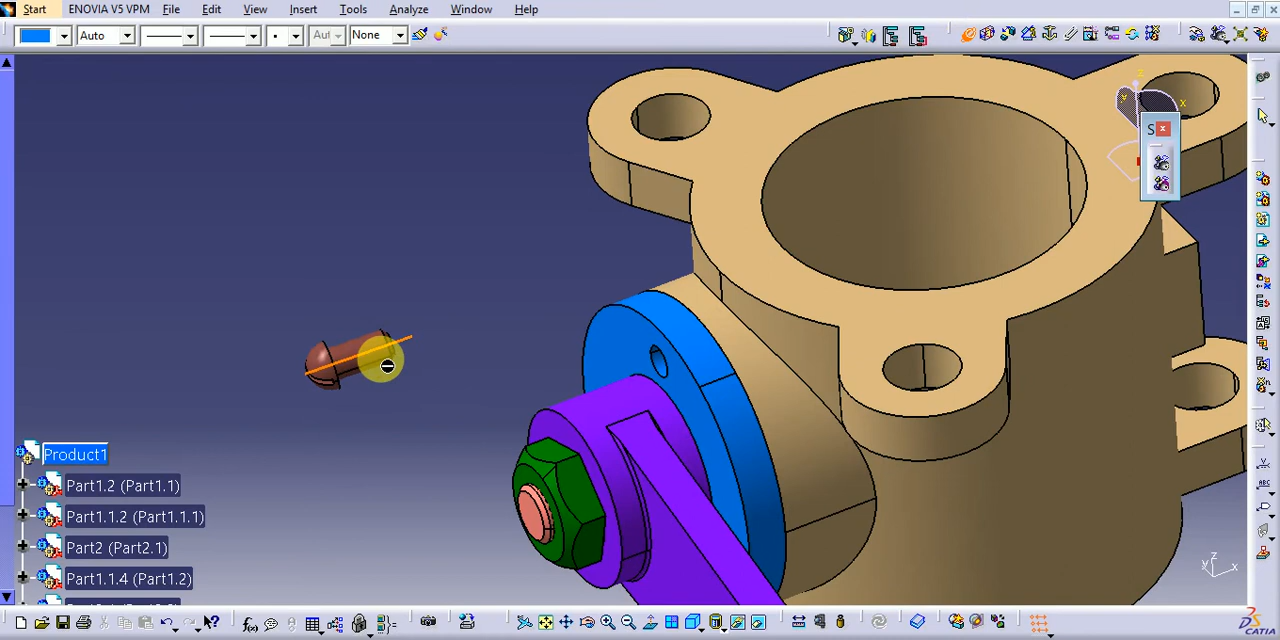 Start ENOVIA V5 VPM File Edit View Insert Tools Analyze Window Help
Auto Aut None
z
y x
S
Product1
Part1.2 (Part1.1)
Part1.1.2 (Part1.1.1)
Part2 (Part2.1)
Part1.1.4 (Part1.2)
z
x
CATIA